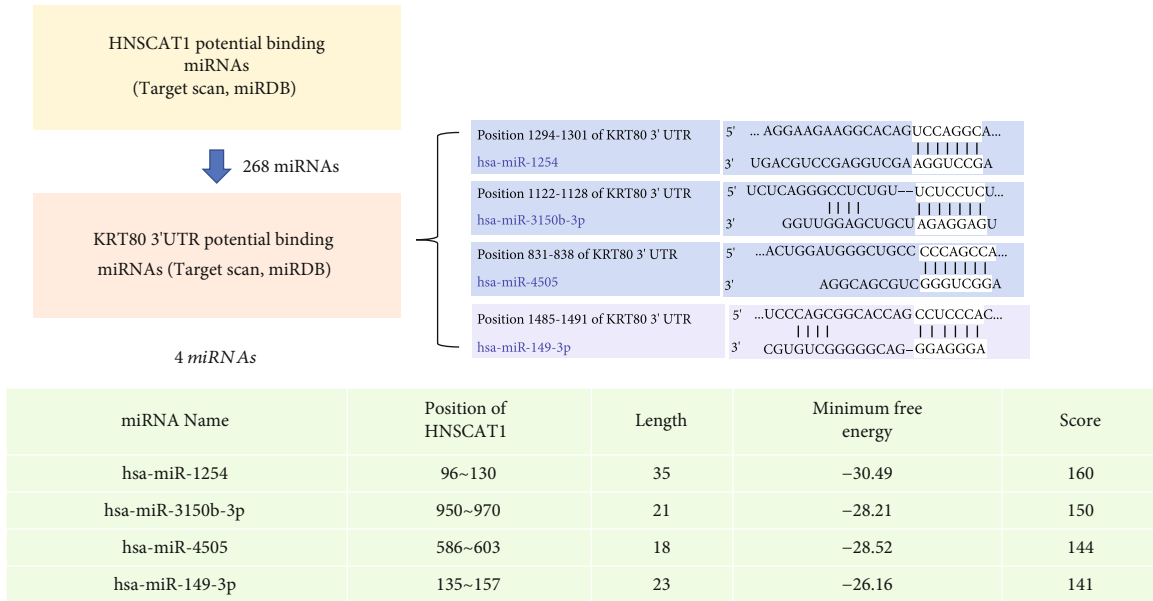 HNSCAT1 potential binding
miRNAs
(Target scan, miRDB)
268 miRNAs
KRT80 3'UTR potential binding
miRNAs (Target scan, miRDB)
4 miRNAs
Position 1294-1301 of KRT80 3' UTR
hsa-miR-1254
5' ... AGGAAGAAGGCACAGUCCAGGCA...
3' UGACGUCCGAGGUCGAAGGUCCGA
Position 1122-1128 of KRT80 3' UTR
hsa-miR-3150b-3p
5' UCUCAGGGCCUCUGU--UCUCCUCU...
3' GGUUGGAGCUGCUAGAGGAGU
Position 831-838 of KRT80 3' UTR
hsa-miR-4505
5' ...ACUGGAUGGGCUGCC CCCAGCCA...
3' AGGCAGCGUC GGGUCGGA
Position 1485-1491 of KRT80 3' UTR
hsa-miR-149-3p
5' ...UCCCAGCGGCACCAG CCUCCCAC...
3' CGUGUCGGGGGCAG-GGAGGGA
miRNA Name Position of HNSCAT1 Length Minimum free energy Score
hsa-miR-1254 96~130 35 −30.49 160
hsa-miR-3150b-3p 950~970 21 −28.21 150
hsa-miR-4505 586~603 18 −28.52 144
hsa-miR-149-3p 135~157 23 −26.16 141